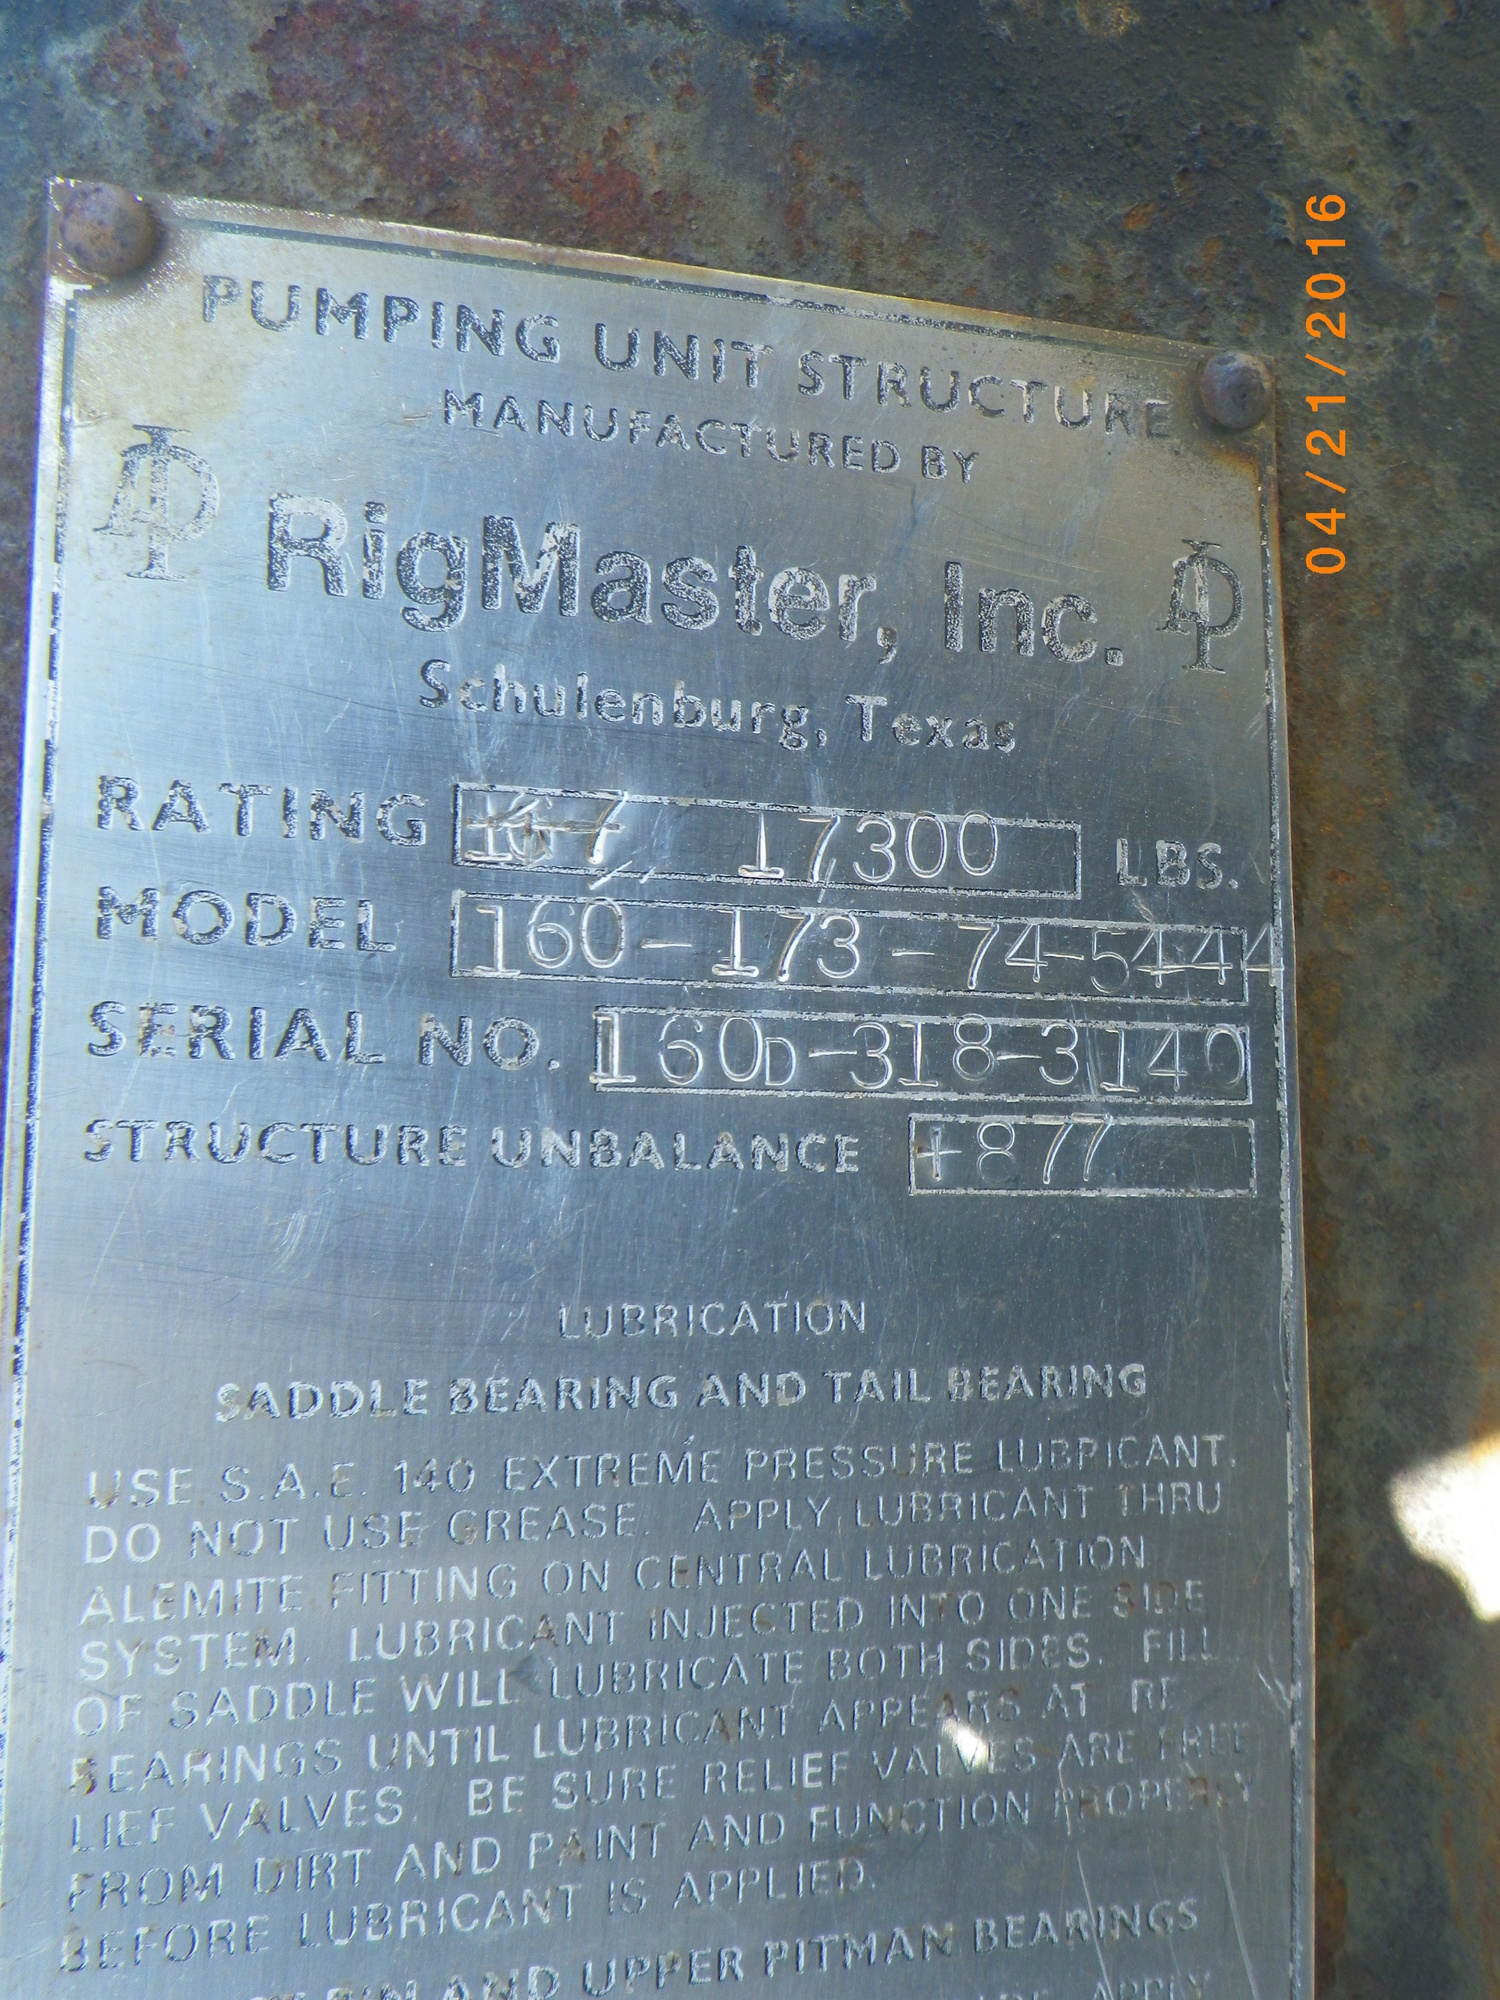 PUMPING UNIT STRUCTURE
MANUFACTURED BY
RigMaster, Inc.
Schulenburg, Texas
RATING 17300 LBS.
MODEL 160-173-74-54444
SERIAL NO. 160D-318-3140
STRUCTURE UNBALANCE +877
LUBRICATION
SADDLE BEARING AND TAIL BEARING
USE S.A.E. 140 EXTREME PRESSURE LUBRICANT.
DO NOT USE GREASE. APPLY LUBRICANT THRU
ALEMITE FITTING ON CENTRAL LUBRICATION
SYSTEM. LUBRICANT INJECTED INTO ONE SIDE
OF SADDLE WILL LUBRICATE BOTH SIDES. FILL
BEARINGS UNTIL LUBRICANT APPEARS AT RE
LIEF VALVES. BE SURE RELIEF VALVES ARE FREE
FROM DIRT AND PAINT AND FUNCTION PROPERLY
BEFORE LUBRICANT IS APPLIED.
AND UPPER PITMAN BEARINGS
APPLY
04/21/2016